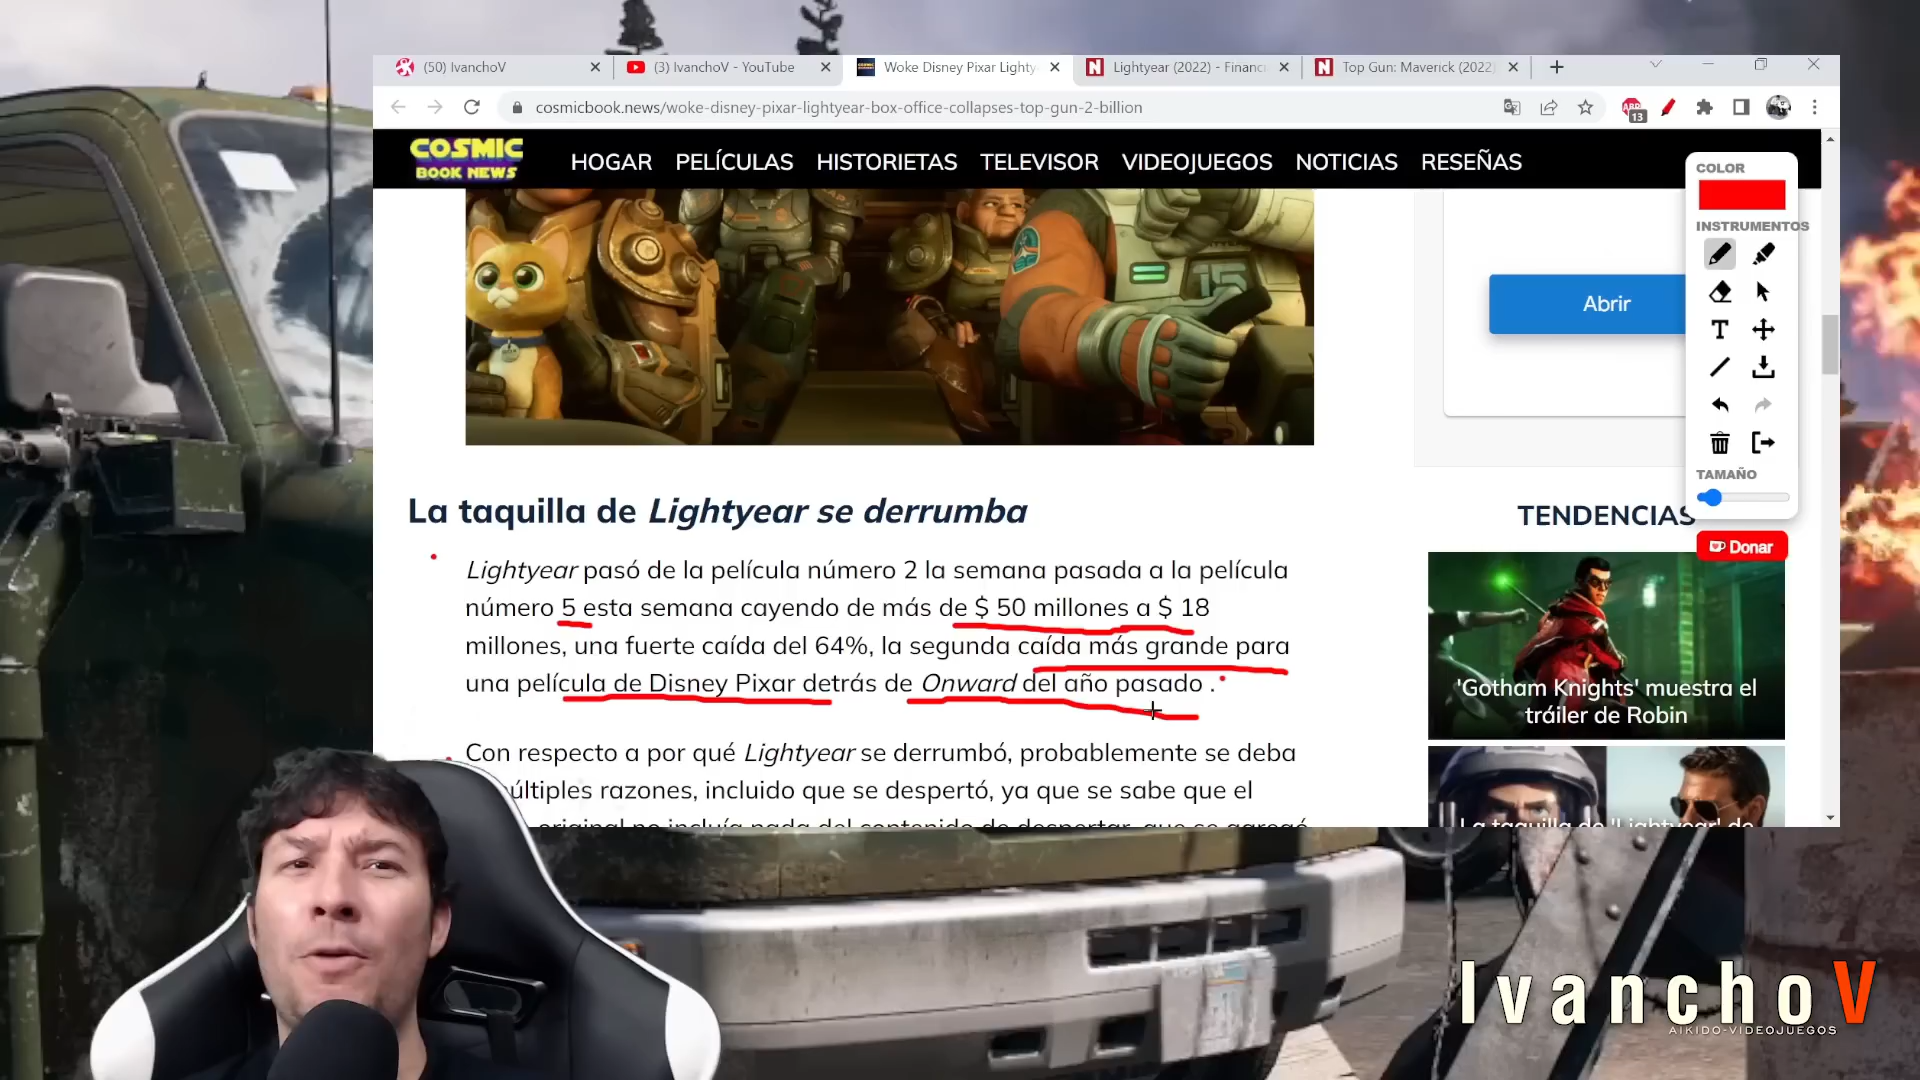 (50) IvanchoV
(3) IvanchoV - YouTube
Woke Disney Pixar Lighty
Lightyear (2022) - Financi
Top Gun: Maverick (2022)
cosmicbook.news/woke-disney-pixar-lightyear-box-office-collapses-top-gun-2-billion
ABP
13
COSMIC
BOOK NEWS
HOGAR PELÍCULAS HISTORIETAS TELEVISOR VIDEOJUEGOS NOTICIAS RESEÑAS
COLOR
INSTRUMENTOS
T
TAMAÑO
Donar
15
Abrir
La taquilla de Lightyear se derrumba
Lightyear pasó de la película número 2 la semana pasada a la película
número 5 esta semana cayendo de más de $ 50 millones a $ 18
millones, una fuerte caída del 64%, la segunda caída más grande para
una película de Disney Pixar detrás de Onward del año pasado .
Con respecto a por qué Lightyear se derrumbó, probablemente se deba
múltiples razones, incluido que se despertó, ya que se sabe que el
original no incluía nada del contenido de despertar, que se agregó
TENDENCIAS
'Gotham Knights' muestra el
tráiler de Robin
La taquilla de 'Lightyear' de
IvanchoV
AIKIDO-VIDEOJUEGOS